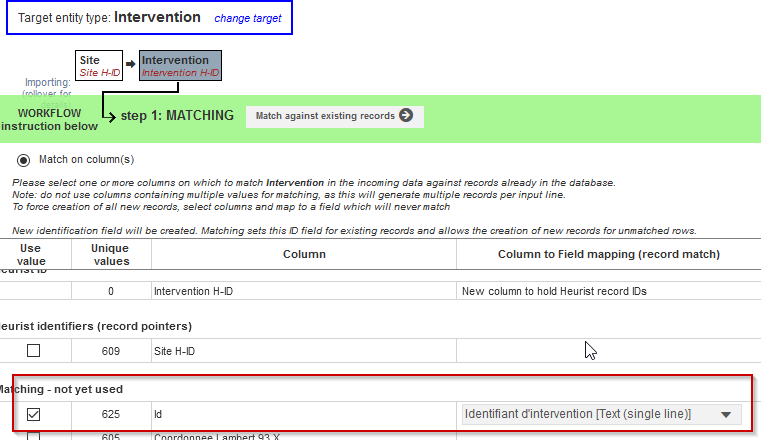 Target entity type: Intervention change target
Site
Site H-ID
Intervention
Intervention H-ID
Importing:
(rollover for
WORKFLOW
instruction below
step 1: MATCHING
Match against existing records
Match on column(s)
Please select one or more columns on which to match Intervention in the incoming data against records already in the database.
Note: do not use columns containing multiple values for matching, as this will generate multiple records per input line.
To force creation of all new records, select columns and map to a field which will never match
New identification field will be created. Matching sets this ID field for existing records and allows the creation of new records for unmatched rows.
Use value Unique values Column Column to Field mapping (record match)
eurist ID
0 Intervention H-ID New column to hold Heurist record IDs
eurist identifiers (record pointers)
609 Site H-ID
Matching - not yet used
625 Id Identifiant d'intervention [Text (single line)]
605 Coordonnee Lambert 93 X